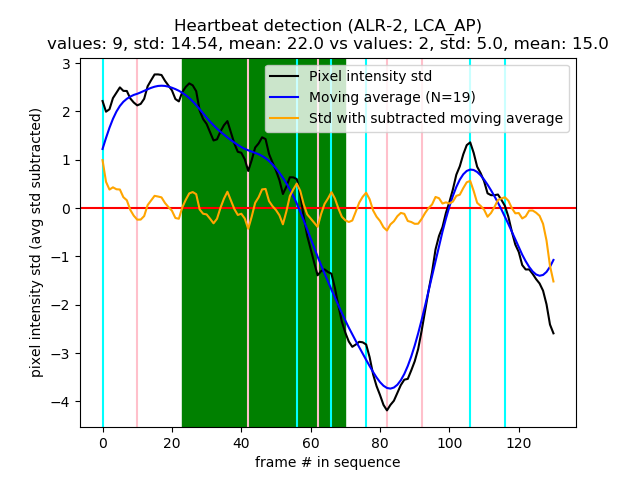 Heartbeat detection (ALR-2, LCA_AP)
values: 9, std: 14.54, mean: 22.0 vs values: 2, std: 5.0, mean: 15.0
Pixel intensity std
Moving average (N=19)
Std with subtracted moving average
pixel intensity std (avg std subtracted)
3
2
1
0
−1
−2
−3
−4
0 20 40 60 80 100 120
frame # in sequence